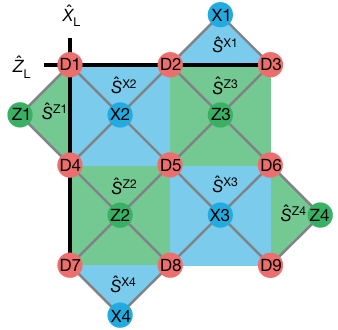 X̂L
X1
ẐL
D1
D2
ŜX1
D3
ŜX2
ŜZ3
Z1
ŜZ1
X2
Z3
D4
D5
D6
ŜZ2
ŜX3
Z2
X3
ŜZ4
Z4
D7
D8
D9
ŜX4
X4